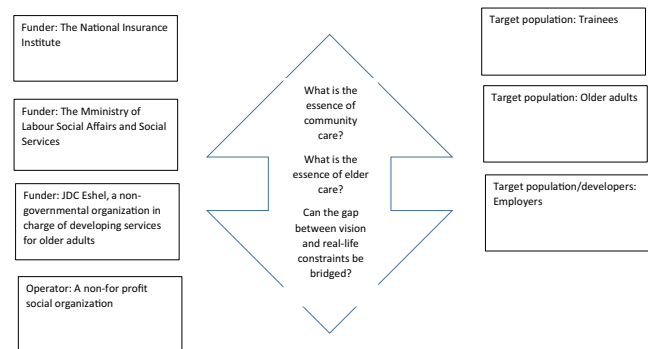 Funder: The National Insurance
Institute
Funder: The Mministry of
Labour Social Affairs and Social
Services
Funder: JDC Eshel, a non-
governmental organization in
charge of developing services
for older adults
Operator: A non-for profit
social organization
What is the
essence of
community
care?
What is the
essence of elder
care?
Can the gap
between vision
and real-life
constraints be
bridged?
Target population: Trainees
Target population: Older adults
Target population/developers:
Employers